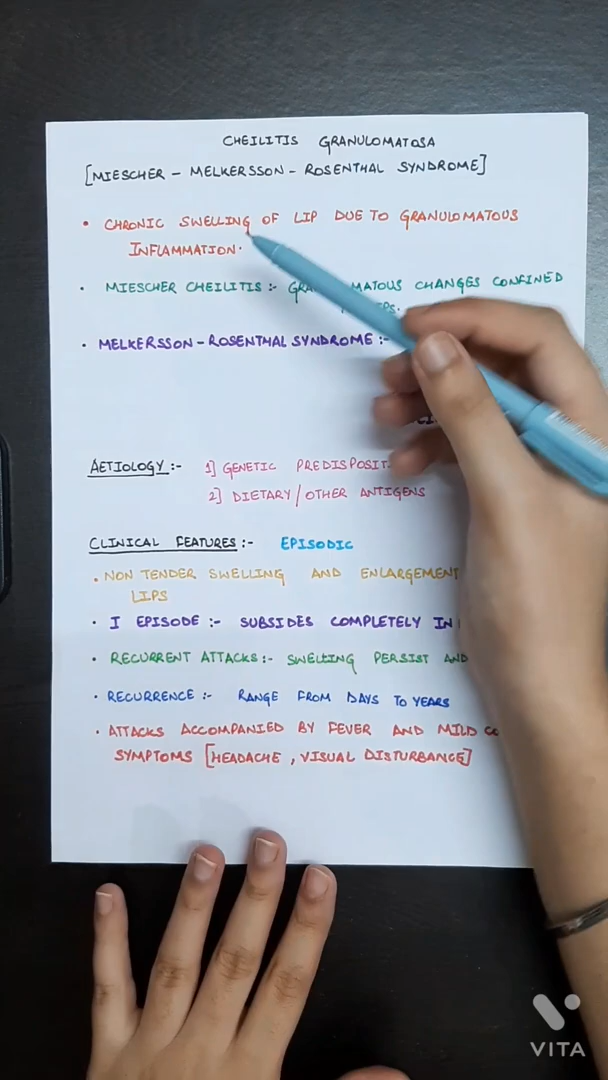 CHEILITIS GRANULOMATOSA
[MIESCHER - MELKERSSON - ROSENTHAL SYNDROME]
• CHRONIC SWELLING OF LIP DUE TO GRANULOMATOUS
INFLAMMATION.
• MIESCHER CHEILITIS :- CHANGES CONFINED
• MELKERSSON - ROSENTHAL SYNDROME :-
AETIOLOGY :- 1] GENETIC
2] DIETARY / OTHER ANTIGENS
CLINICAL FEATURES :- EPISODIC
• NON TENDER SWELLING AND ENLARGEMENT
LIPS
• I EPISODE :- SUBSIDES COMPLETELY IN
• RECURRENT ATTACKS :- SWELLING PERSIST AND
• RECURRENCE :- RANGE FROM DAYS TO YEARS
• ATTACKS ACCOMPANIED BY FEVER AND MILD
SYMPTOMS [HEADACHE, VISUAL DISTURBANCE]
VITA